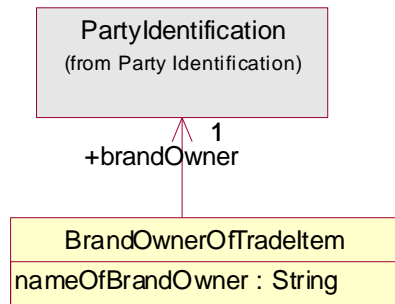 PartyIdentification
(from Party Identification)
1
+brandOwner
BrandOwnerOfTradeItem
nameOfBrandOwner : String